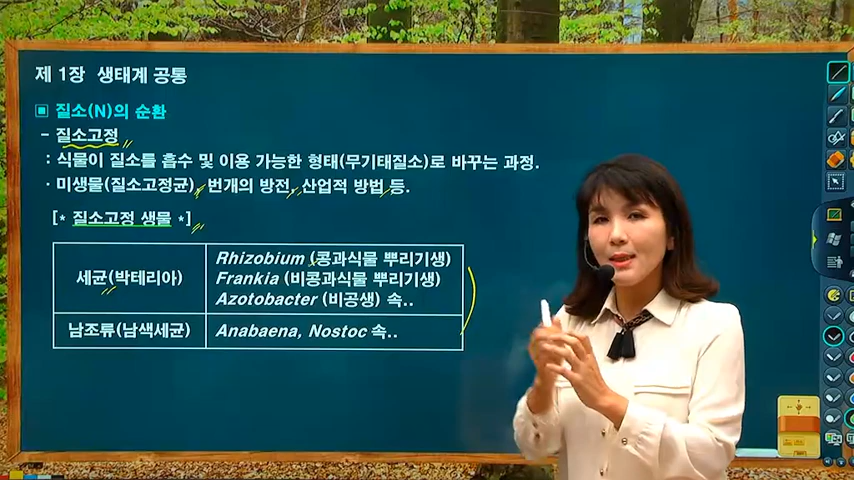 제 1장 생태계 공통
▣ 질소(N)의 순환
- 질소고정
: 식물이 질소를 흡수 및 이용 가능한 형태(무기태질소)로 바꾸는 과정.
· 미생물(질소고정균), 번개의 방전, 산업적 방법 등.
[* 질소고정 생물 *]
세균(박테리아)
Rhizobium (콩과식물 뿌리기생)
Frankia (비콩과식물 뿌리기생)
Azotobacter (비공생) 속..
남조류(남색세균)
Anabaena, Nostoc 속..